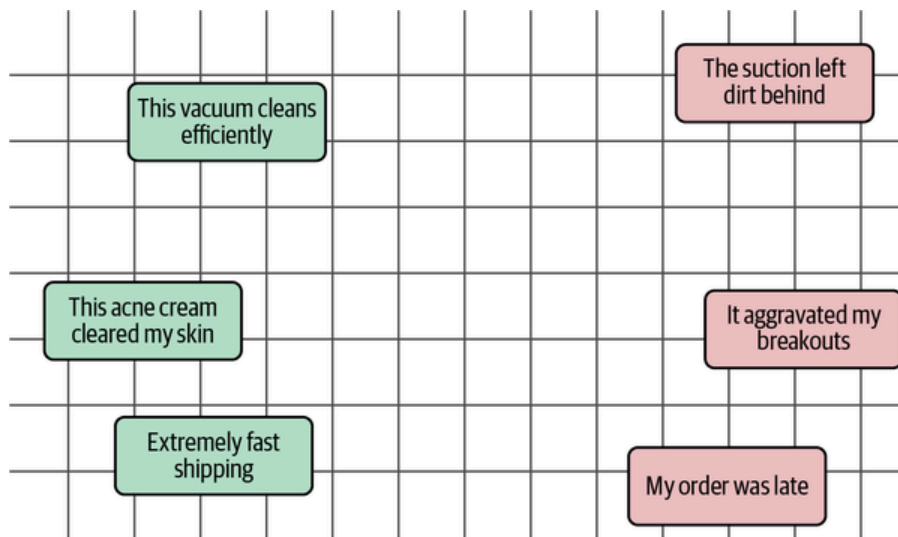 The suction left
dirt behind
This vacuum cleans
efficiently
This acne cream
cleared my skin
It aggravated my
breakouts
Extremely fast
shipping
My order was late